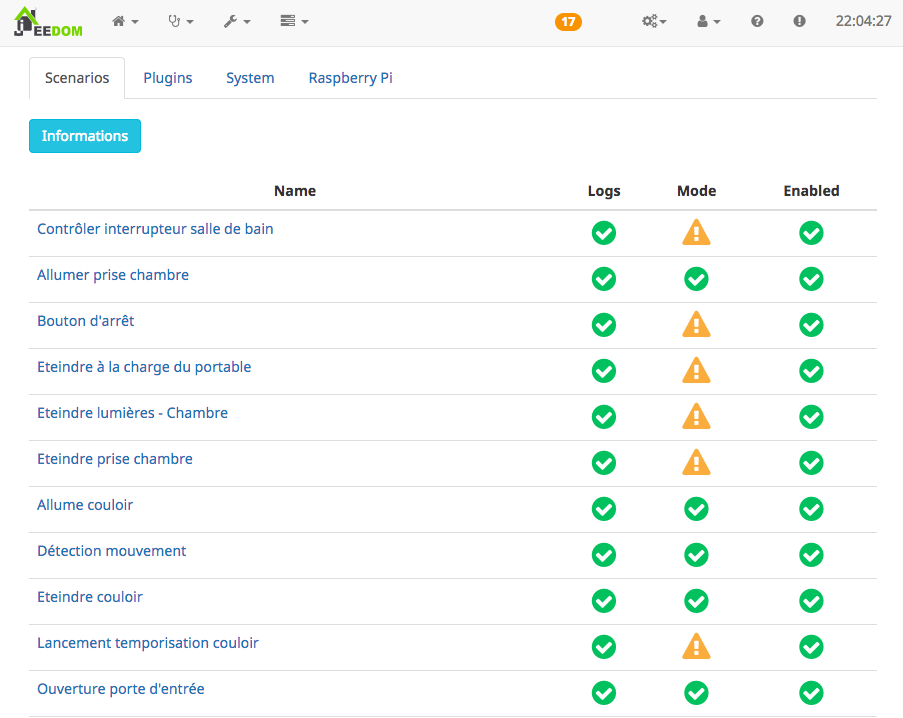 JEEDOM
17
22:04:27
Scenarios Plugins System Raspberry Pi
Informations
Name Logs Mode Enabled
Contrôler interrupteur salle de bain
Allumer prise chambre
Bouton d'arrêt
Eteindre à la charge du portable
Eteindre lumières - Chambre
Eteindre prise chambre
Allume couloir
Détection mouvement
Eteindre couloir
Lancement temporisation couloir
Ouverture porte d'entrée